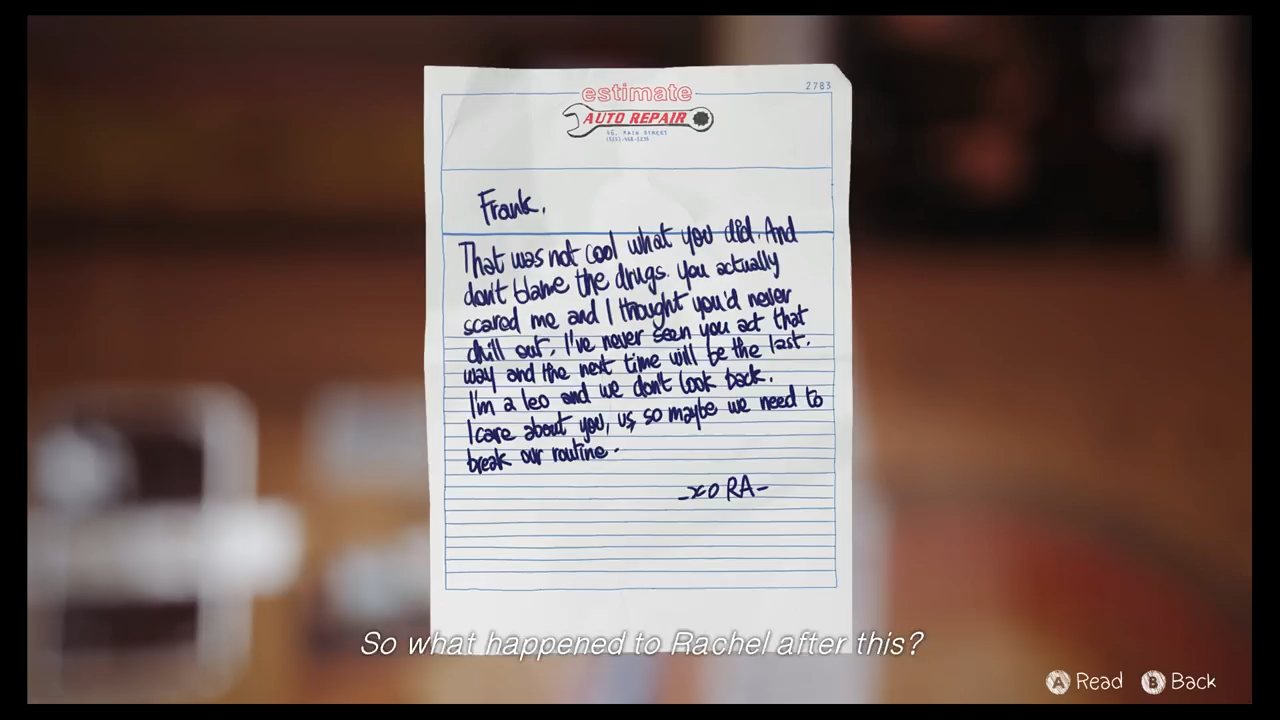 2783
estimate
AUTO REPAIR
46, MAIN STREET
Frank,
That was not cool what you did. And
don't blame the drugs. You actually
scared me and I thought you'd never
chill out. I've never seen you act that
way and the next time will be the last.
I'm a leo and we don't look back.
I care about you, us, so maybe we need to
break our routine.
-xo RA-
So what happened to Rachel after this?
A Read B Back